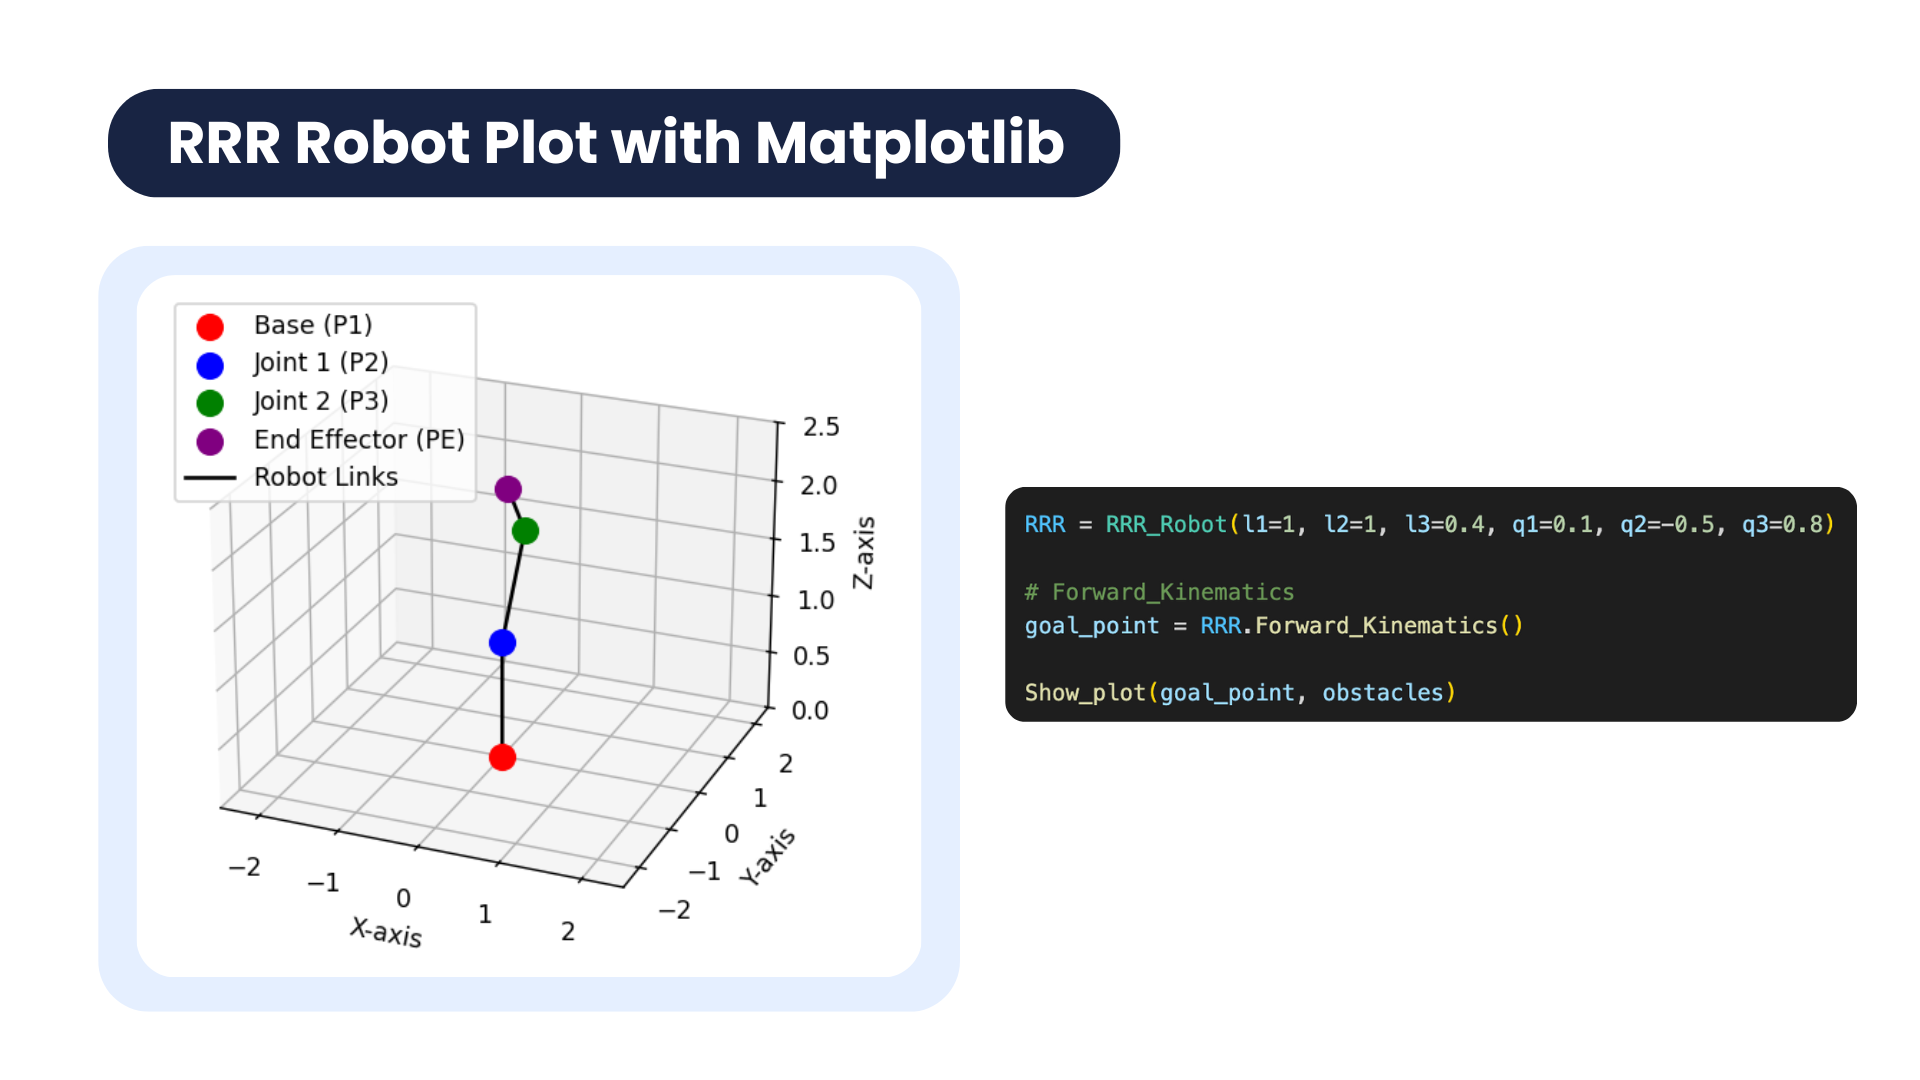 RRR Robot Plot with Matplotlib
Base (P1)
Joint 1 (P2)
Joint 2 (P3)
End Effector (PE)
Robot Links
2.5
2.0
1.5
1.0
0.5
0.0
Z-axis
2
1
0
−1
−2
Y-axis
−2
−1
0
1
2
X-axis
RRR = RRR_Robot(l1=1, l2=1, l3=0.4, q1=0.1, q2=−0.5, q3=0.8)
# Forward_Kinematics
goal_point = RRR.Forward_Kinematics()
Show_plot(goal_point, obstacles)